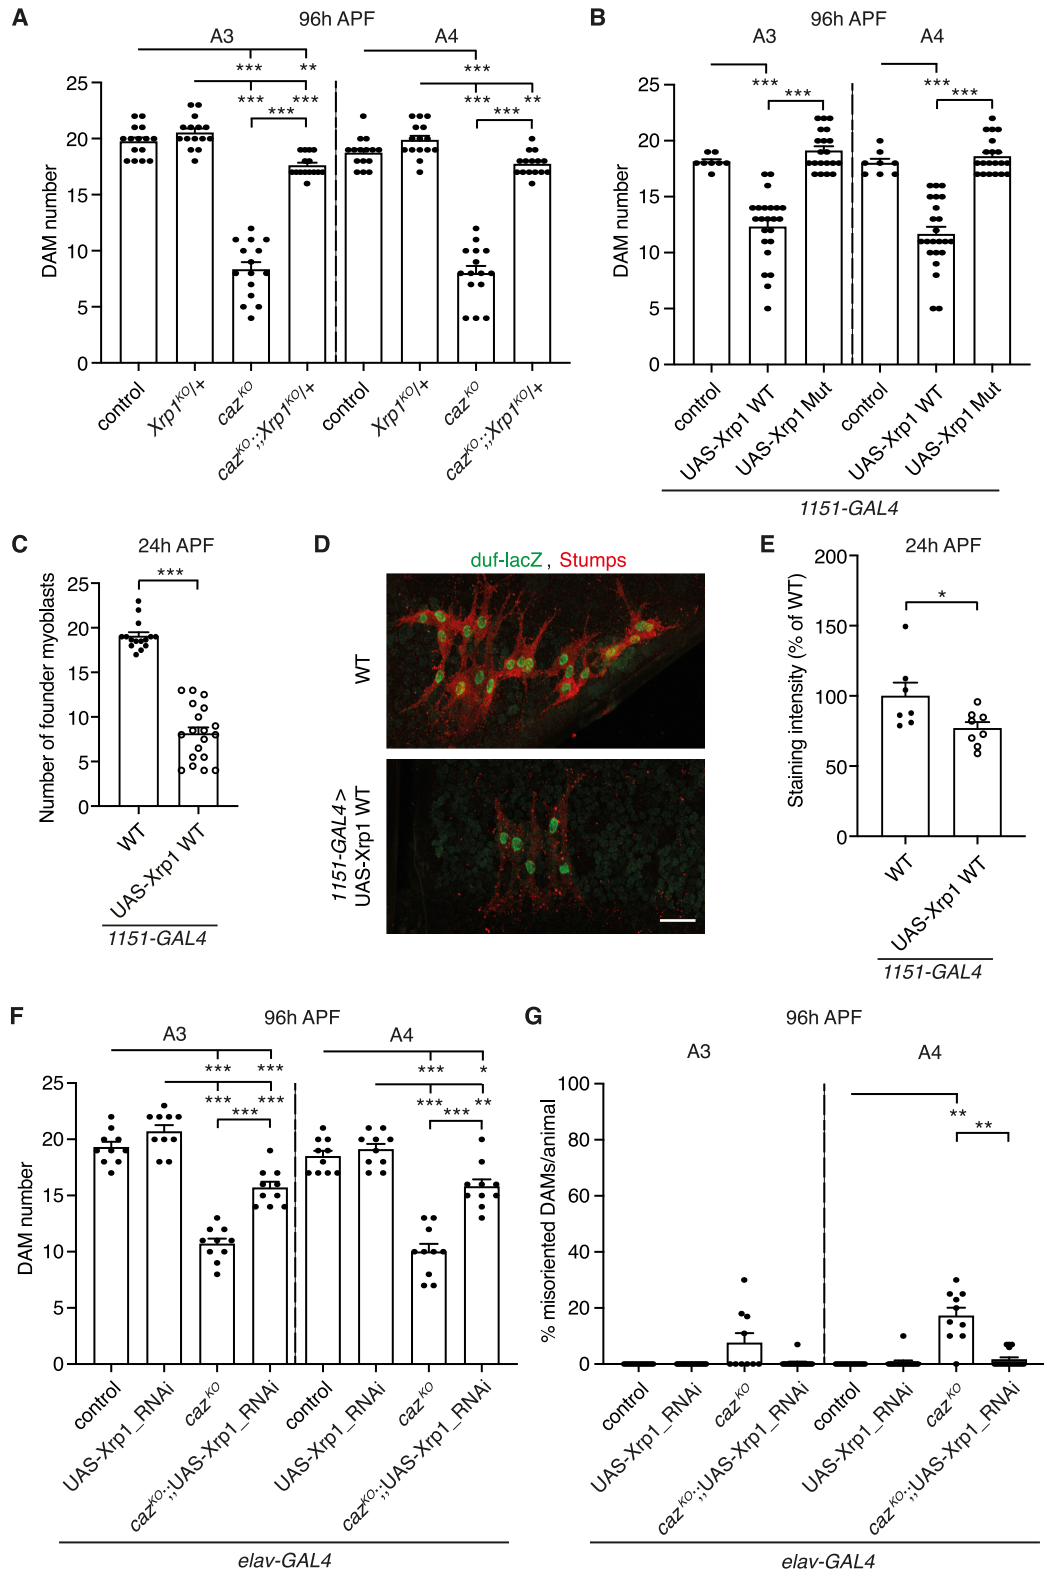 A
96h APF
A3
A4
*** **
***
*** ***
*** **
***
***
DAM number
25
20
15
10
5
0
control
Xrp1ᴷᴼ/+
cazᴷᴼ
cazᴷᴼ;;Xrp1ᴷᴼ/+
control
Xrp1ᴷᴼ/+
cazᴷᴼ
cazᴷᴼ;;Xrp1ᴷᴼ/+
B
96h APF
A3
A4
***
***
***
***
DAM number
25
20
15
10
5
0
control
UAS-Xrp1 WT
UAS-Xrp1 Mut
control
UAS-Xrp1 WT
UAS-Xrp1 Mut
1151-GAL4
C
24h APF
***
Number of founder myoblasts
25
20
15
10
5
0
WT
UAS-Xrp1 WT
1151-GAL4
D
duf-lacZ , Stumps
WT
1151-GAL4 >
UAS-Xrp1 WT
E
24h APF
*
Staining intensity (% of WT)
200
150
100
50
0
WT
UAS-Xrp1 WT
1151-GAL4
F
96h APF
A3
A4
*** ***
*** *
*** ***
*** **
***
***
DAM number
25
20
15
10
5
0
control
UAS-Xrp1_RNAi
cazᴷᴼ
cazᴷᴼ;;UAS-Xrp1_RNAi
control
UAS-Xrp1_RNAi
cazᴷᴼ
cazᴷᴼ;;UAS-Xrp1_RNAi
elav-GAL4
G
96h APF
A3
A4
**
**
% misoriented DAMs/animal
100
80
60
40
20
0
control
UAS-Xrp1_RNAi
cazᴷᴼ
cazᴷᴼ;;UAS-Xrp1_RNAi
control
UAS-Xrp1_RNAi
cazᴷᴼ
cazᴷᴼ;;UAS-Xrp1_RNAi
elav-GAL4